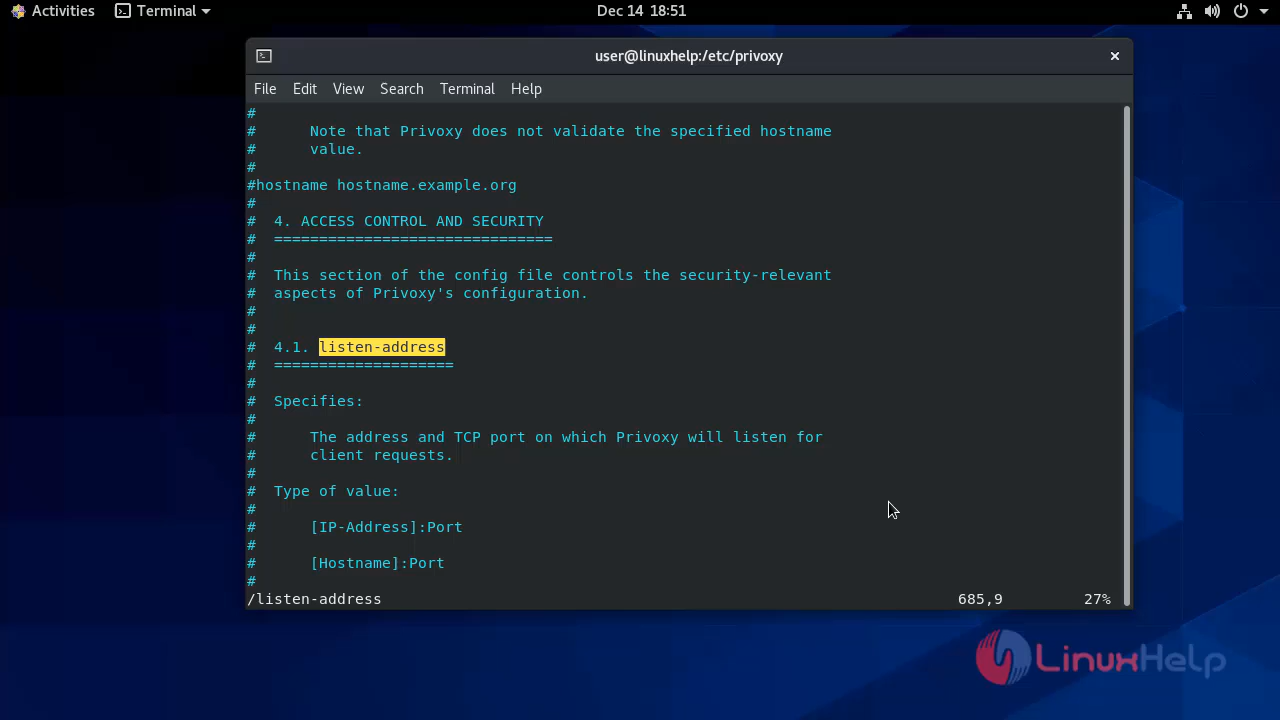 Activities
Terminal
Dec 14 18:51
user@linuxhelp:/etc/privoxy
File Edit View Search Terminal Help
#
#      Note that Privoxy does not validate the specified hostname
#      value.
#
#hostname hostname.example.org
#
#  4. ACCESS CONTROL AND SECURITY
#  ===============================
#
#  This section of the config file controls the security-relevant
#  aspects of Privoxy's configuration.
#
#
#  4.1. listen-address
#  ====================
#
#  Specifies:
#
#      The address and TCP port on which Privoxy will listen for
#      client requests.
#
#  Type of value:
#
#      [IP-Address]:Port
#
#      [Hostname]:Port
#
/listen-address 685,9 27%
LinuxHelp